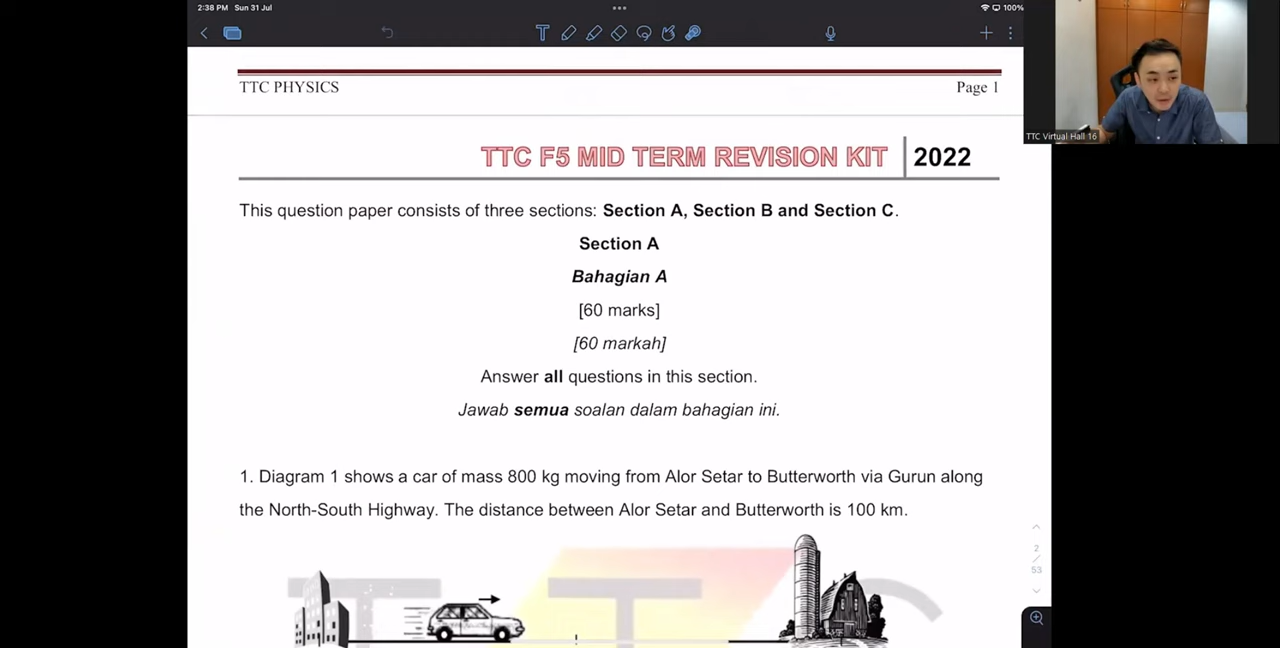 2:38 PM Sun 31 Jul
100%
TTC PHYSICS
Page 1
TTC F5 MID TERM REVISION KIT 2022
This question paper consists of three sections: Section A, Section B and Section C.
Section A
Bahagian A
[60 marks]
[60 markah]
Answer all questions in this section.
Jawab semua soalan dalam bahagian ini.
1. Diagram 1 shows a car of mass 800 kg moving from Alor Setar to Butterworth via Gurun along
the North-South Highway. The distance between Alor Setar and Butterworth is 100 km.
TTC
2
/
53
TTC Virtual Hall 16